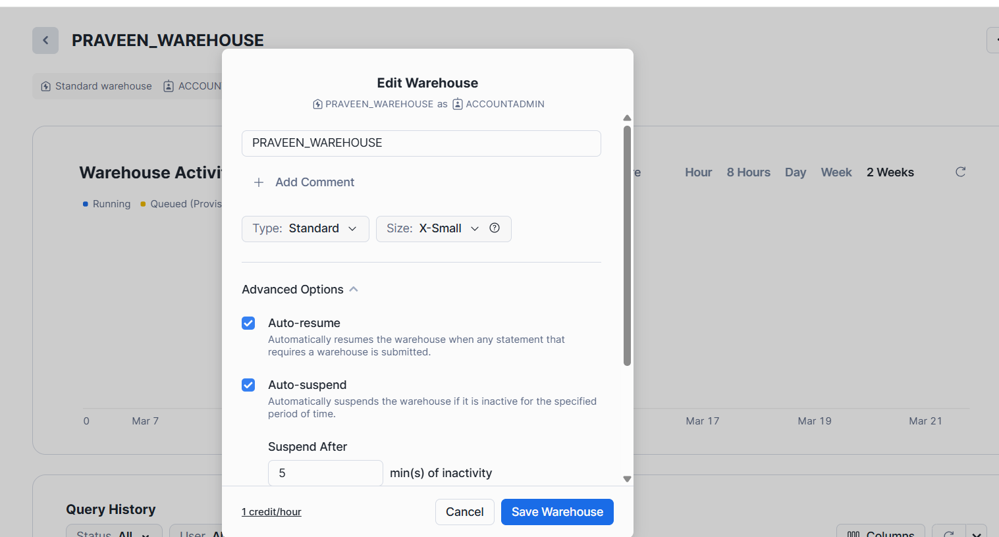 PRAVEEN_WAREHOUSE
Standard warehouse ACCOUN
Edit Warehouse
PRAVEEN_WAREHOUSE as ACCOUNTADMIN
PRAVEEN_WAREHOUSE
Add Comment
Type: Standard Size: X-Small
Advanced Options
Auto-resume
Automatically resumes the warehouse when any statement that
requires a warehouse is submitted.
Auto-suspend
Automatically suspends the warehouse if it is inactive for the specified
period of time.
Suspend After
5 min(s) of inactivity
1 credit/hour Cancel Save Warehouse
Warehouse Activi
re Hour 8 Hours Day Week 2 Weeks
Running Queued (Provis
0 Mar 7 Mar 17 Mar 19 Mar 21
Query History
Status All User Al Columns